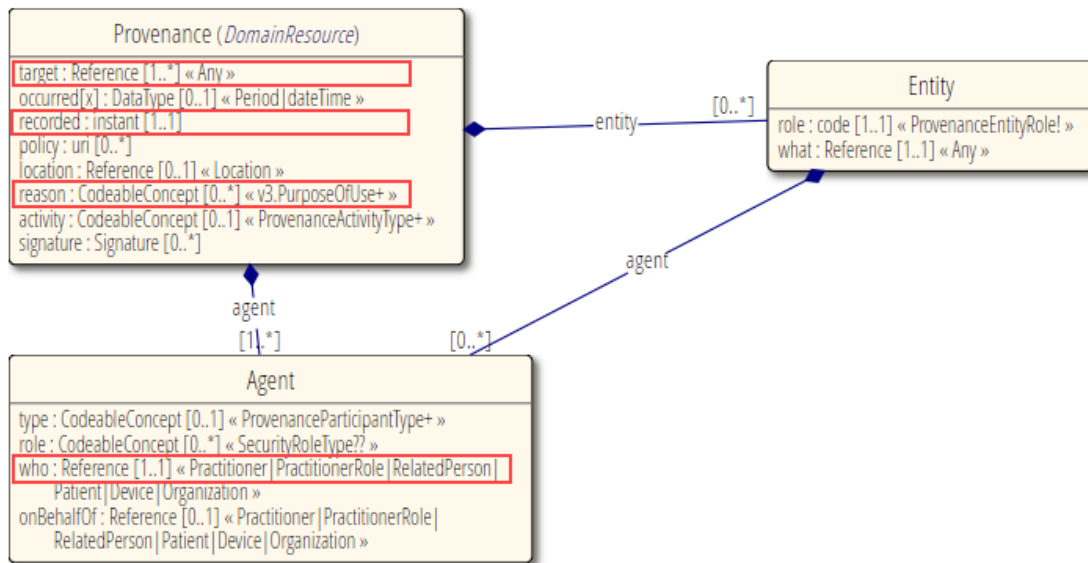 Provenance (DomainResource)
target : Reference [1..*] « Any »
occurred[x] : DataType [0..1] « Period|dateTime »
recorded : instant [1..1]
policy : uri [0..*]
location : Reference [0..1] « Location »
reason : CodeableConcept [0..*] « v3.PurposeOfUse+ »
activity : CodeableConcept [0..1] « ProvenanceActivityType+ »
signature : Signature [0..*]
entity
[0..*]
Entity
role : code [1..1] « ProvenanceEntityRole! »
what : Reference [1..1] « Any »
agent
[1..*]
agent
[0..*]
Agent
type : CodeableConcept [0..1] « ProvenanceParticipantType+ »
role : CodeableConcept [0..*] « SecurityRoleType?? »
who : Reference [1..1] « Practitioner|PractitionerRole|RelatedPerson|
Patient|Device|Organization »
onBehalfOf : Reference [0..1] « Practitioner|PractitionerRole|
RelatedPerson|Patient|Device|Organization »